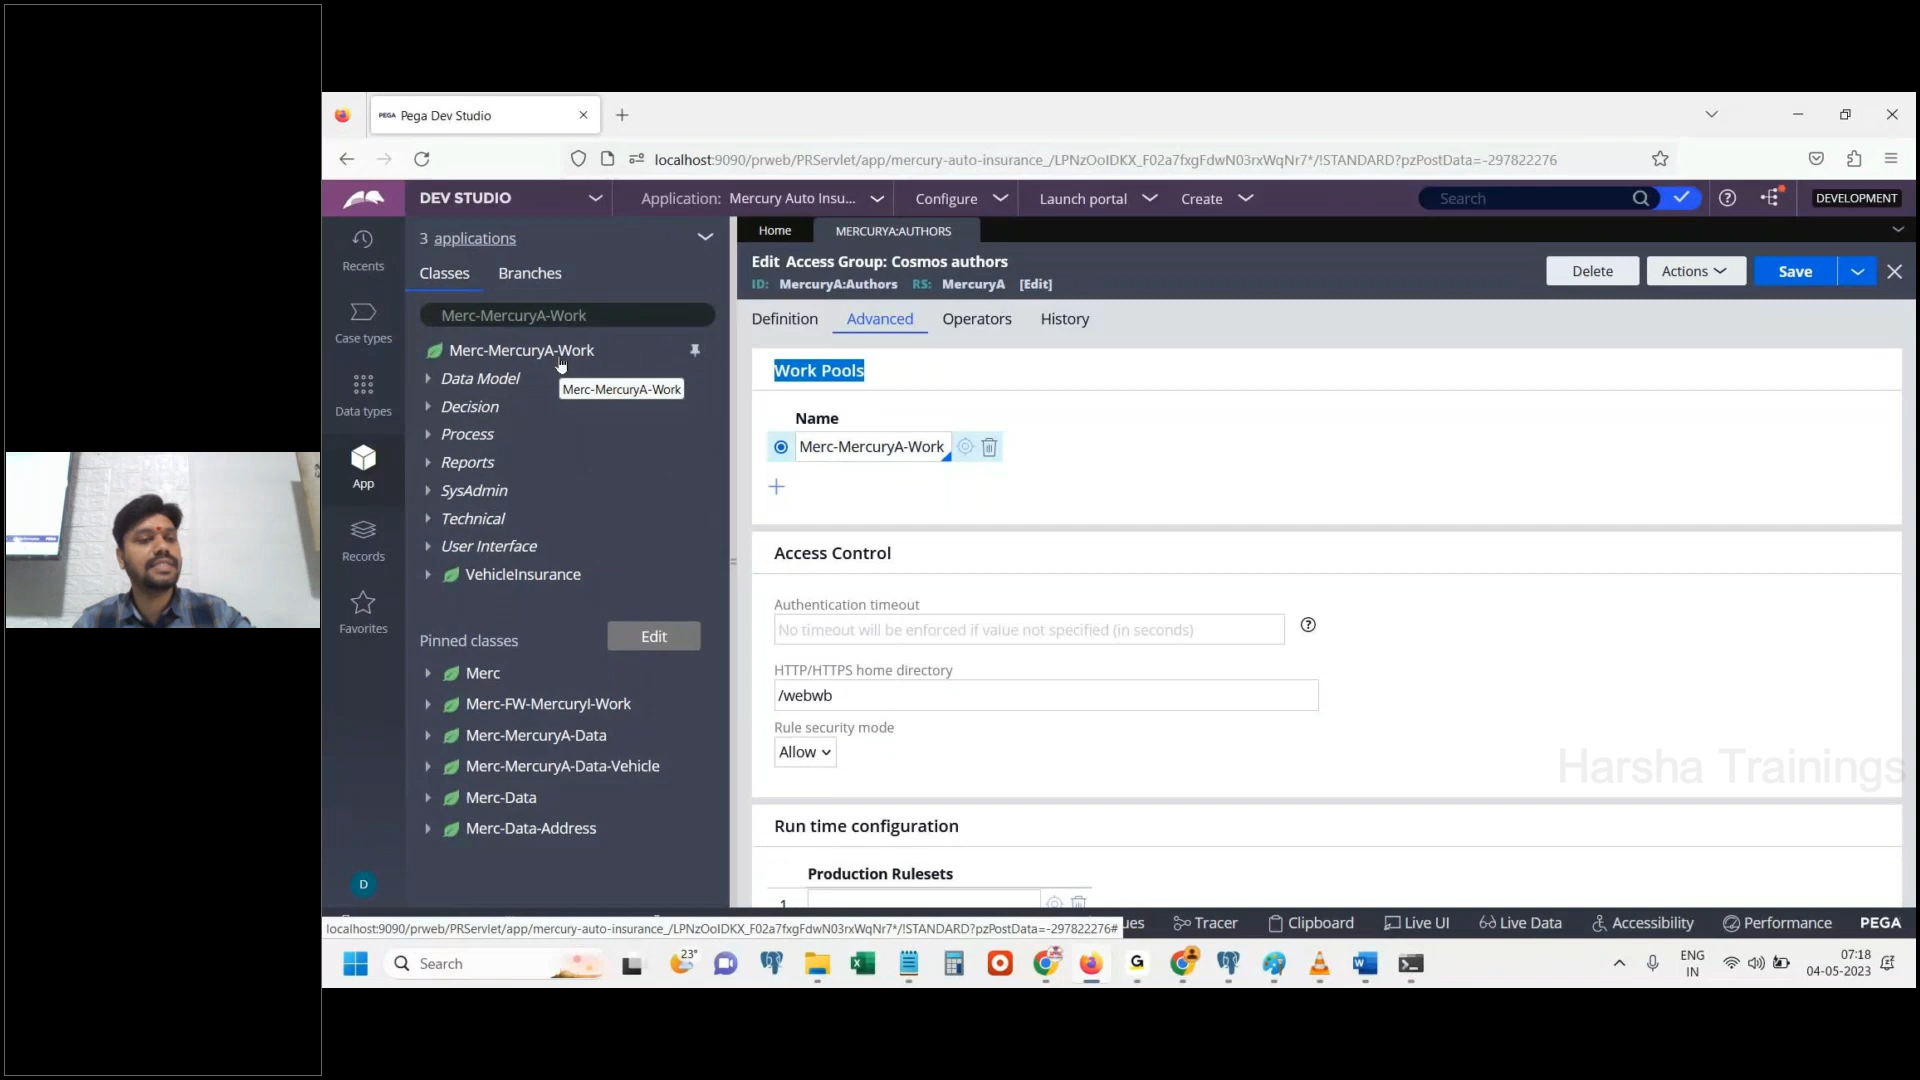 PEGA Pega Dev Studio
localhost:9090/prweb/PRServlet/app/mercury-auto-insurance_/LPNzOoIDKX_F02a7fxgFdwN03rxWqNr7*/!STANDARD?pzPostData=-297822276
DEV STUDIO
Application: Mercury Auto Insu...
Configure
Launch portal
Create
Search
DEVELOPMENT
Recents
Case types
Data types
App
Records
Favorites
D
3 applications
Classes Branches
Merc-MercuryA-Work
Merc-MercuryA-Work
Data Model
Merc-MercuryA-Work
Decision
Process
Reports
SysAdmin
Technical
User Interface
VehicleInsurance
Pinned classes Edit
Merc
Merc-FW-MercuryI-Work
Merc-MercuryA-Data
Merc-MercuryA-Data-Vehicle
Merc-Data
Merc-Data-Address
Home MERCURYA:AUTHORS
Edit Access Group: Cosmos authors
ID: MercuryA:Authors RS: MercuryA [Edit]
Delete Actions Save
Definition Advanced Operators History
Work Pools
Name
Merc-MercuryA-Work
Access Control
Authentication timeout
No timeout will be enforced if value not specified (in seconds)
HTTP/HTTPS home directory
/webwb
Rule security mode
Allow
Harsha Trainings
Run time configuration
Production Rulesets
1
ues Tracer Clipboard Live UI Live Data Accessibility Performance PEGA
localhost:9090/prweb/PRServlet/app/mercury-auto-insurance_/LPNzOoIDKX_F02a7fxgFdwN03rxWqNr7*/!STANDARD?pzPostData=-297822276#
Search
23°
G
ENG
IN
07:18
04-05-2023